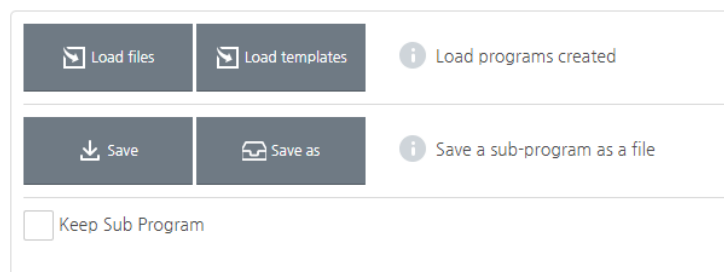 Load files Load templates Load programs created
Save Save as Save a sub-program as a file
Keep Sub Program